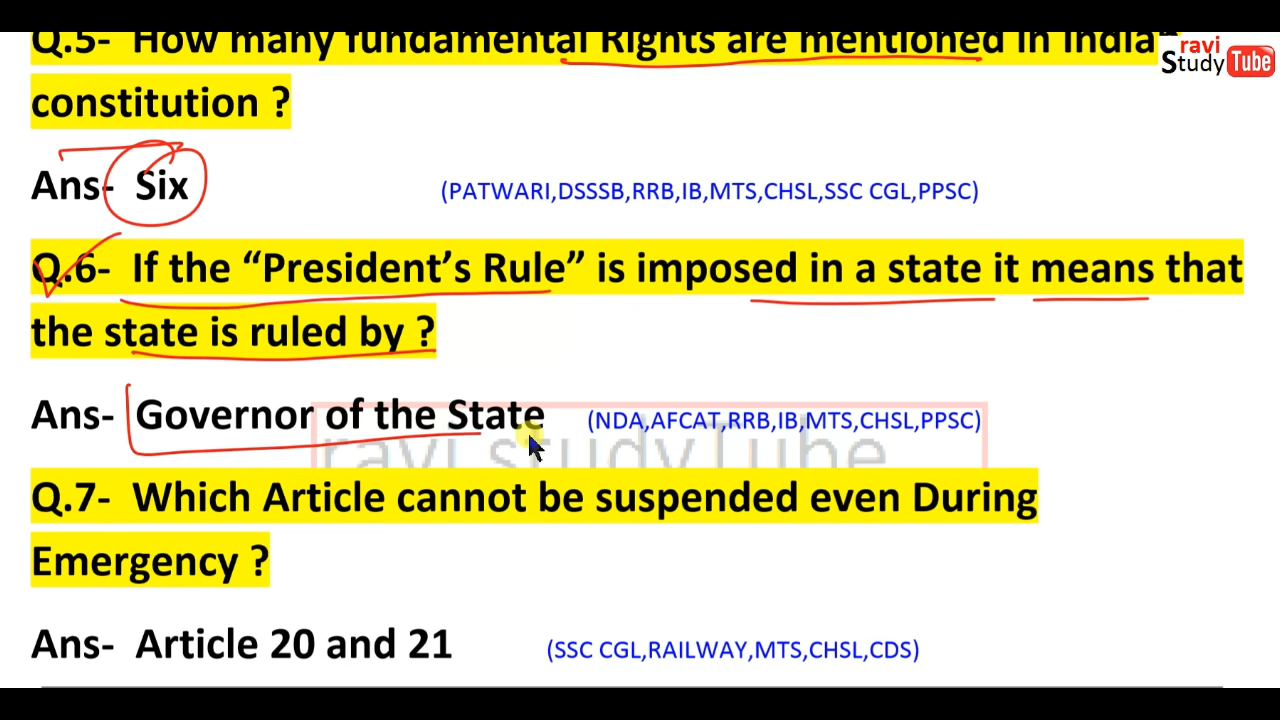 Q.5- How many fundamental Rights are mentioned in Indian
ravi
Study Tube
constitution ?
Ans- Six (PATWARI,DSSSB,RRB,IB,MTS,CHSL,SSC CGL,PPSC)
Q.6- If the “President’s Rule” is imposed in a state it means that
the state is ruled by ?
Ans- Governor of the State (NDA,AFCAT,RRB,IB,MTS,CHSL,PPSC)
ravi studyTube
Q.7- Which Article cannot be suspended even During
Emergency ?
Ans- Article 20 and 21 (SSC CGL,RAILWAY,MTS,CHSL,CDS)